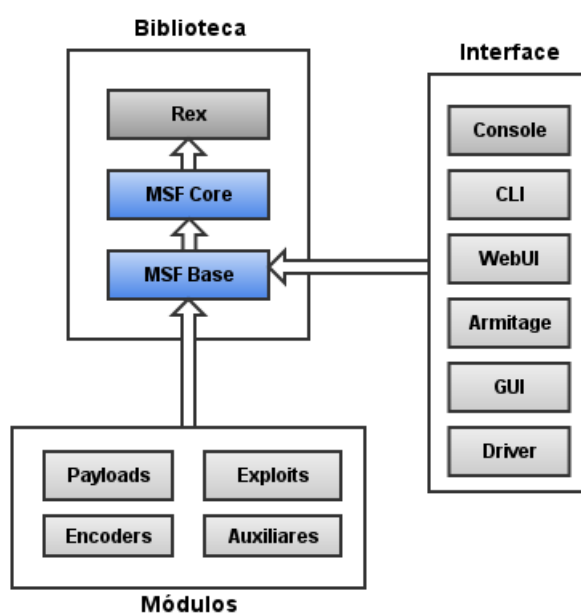 Biblioteca
Rex
MSF Core
MSF Base
Interface
Console
CLI
WebUI
Armitage
GUI
Driver
Payloads
Exploits
Encoders
Auxiliares
Módulos